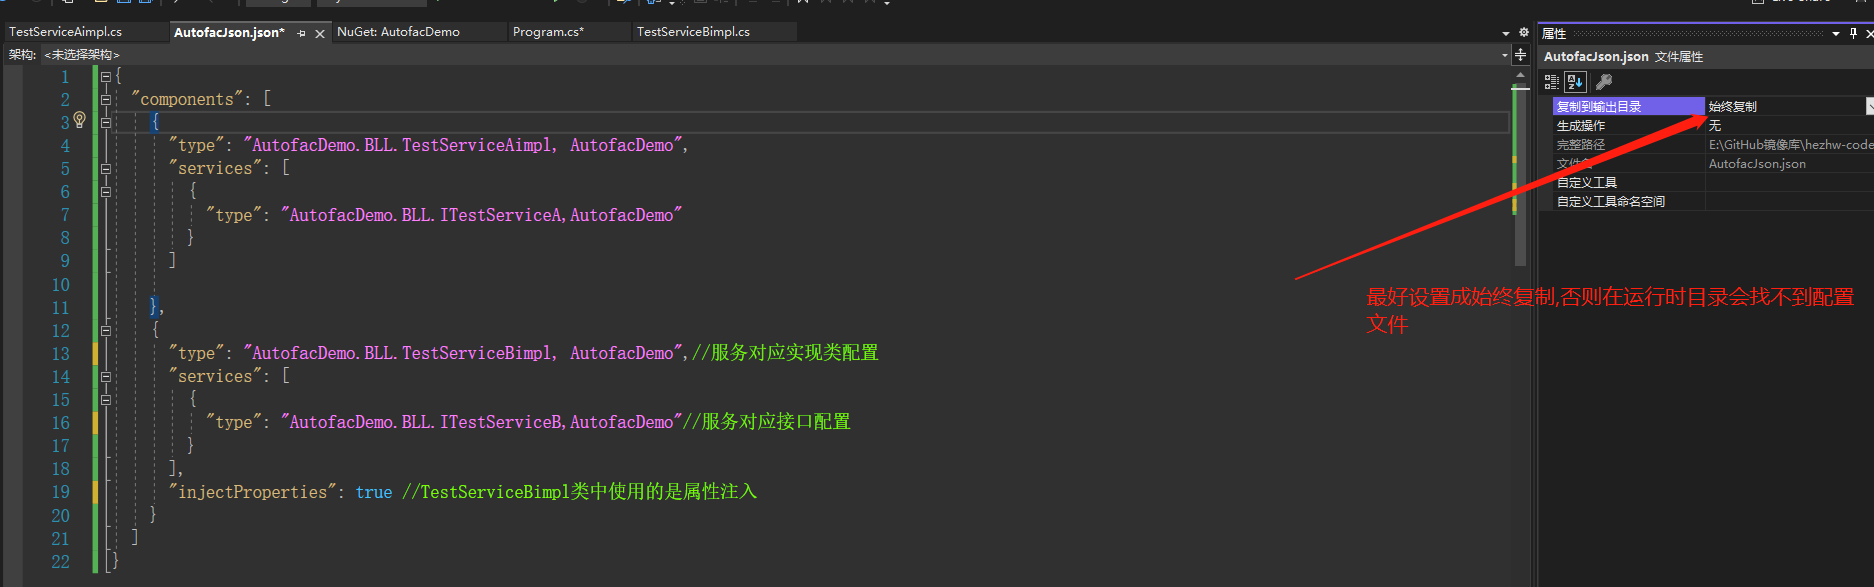 TestServiceAimpl.cs
AutofacJson.json*
NuGet: AutofacDemo
Program.cs*
TestServiceBimpl.cs
架构: <未选择架构>
1 {
2 "components": [
3 {
4 "type": "AutofacDemo.BLL.TestServiceAimpl, AutofacDemo",
5 "services": [
6 {
7 "type": "AutofacDemo.BLL.ITestServiceA,AutofacDemo"
8 }
9 ]
10
11 },
12 {
13 "type": "AutofacDemo.BLL.TestServiceBimpl, AutofacDemo",//服务对应实现类配置
14 "services": [
15 {
16 "type": "AutofacDemo.BLL.ITestServiceB,AutofacDemo"//服务对应接口配置
17 }
18 ],
19 "injectProperties": true //TestServiceBimpl类中使用的是属性注入
20 }
21 ]
22 }
属性
AutofacJson.json 文件属性
复制到输出目录 始终复制
生成操作 无
完整路径 E:\GitHub镜像库\hezhw-code
AutofacJson.json
自定义工具
自定义工具命名空间
最好设置成始终复制,否则在运行时目录会找不到配置
文件